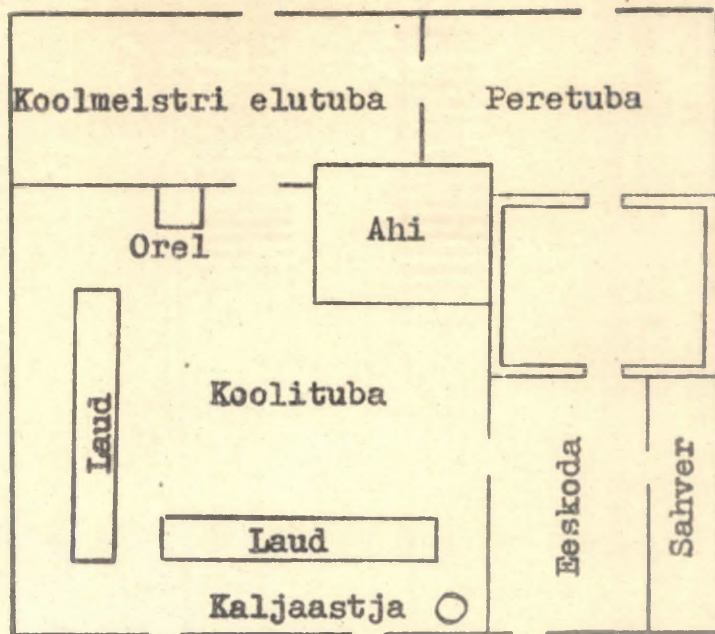 Koolmeistri elutuba
Peretuba
Orel
Ahi
Laud
Koolituba
Laud
Kaljaastja
Eeskoda
Sahver